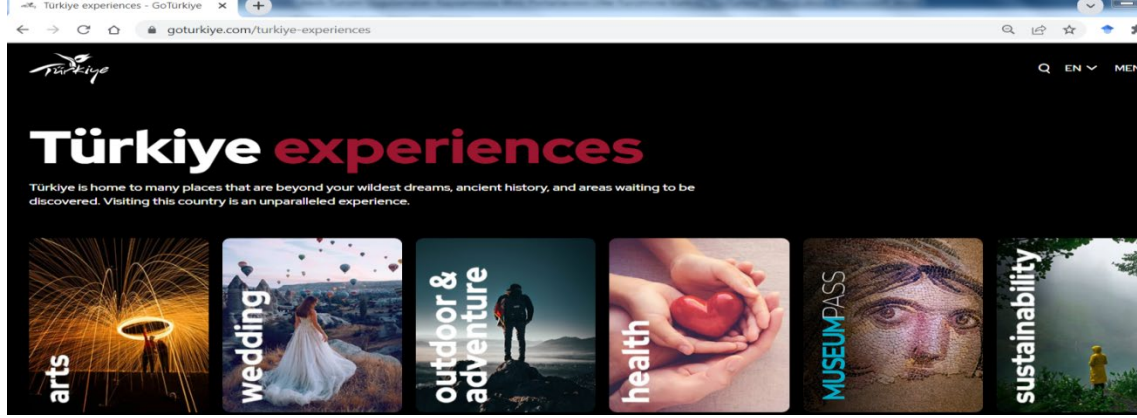 Türkiye experiences - GoTürkiye
goturkiye.com/turkiye-experiences
Türkiye
EN
MEN
Türkiye experiences
Türkiye is home to many places that are beyond your wildest dreams, ancient history, and areas waiting to be
discovered. Visiting this country is an unparalleled experience.
arts
wedding
outdoor &
adventure
health
MUSEUMPASS
sustainability